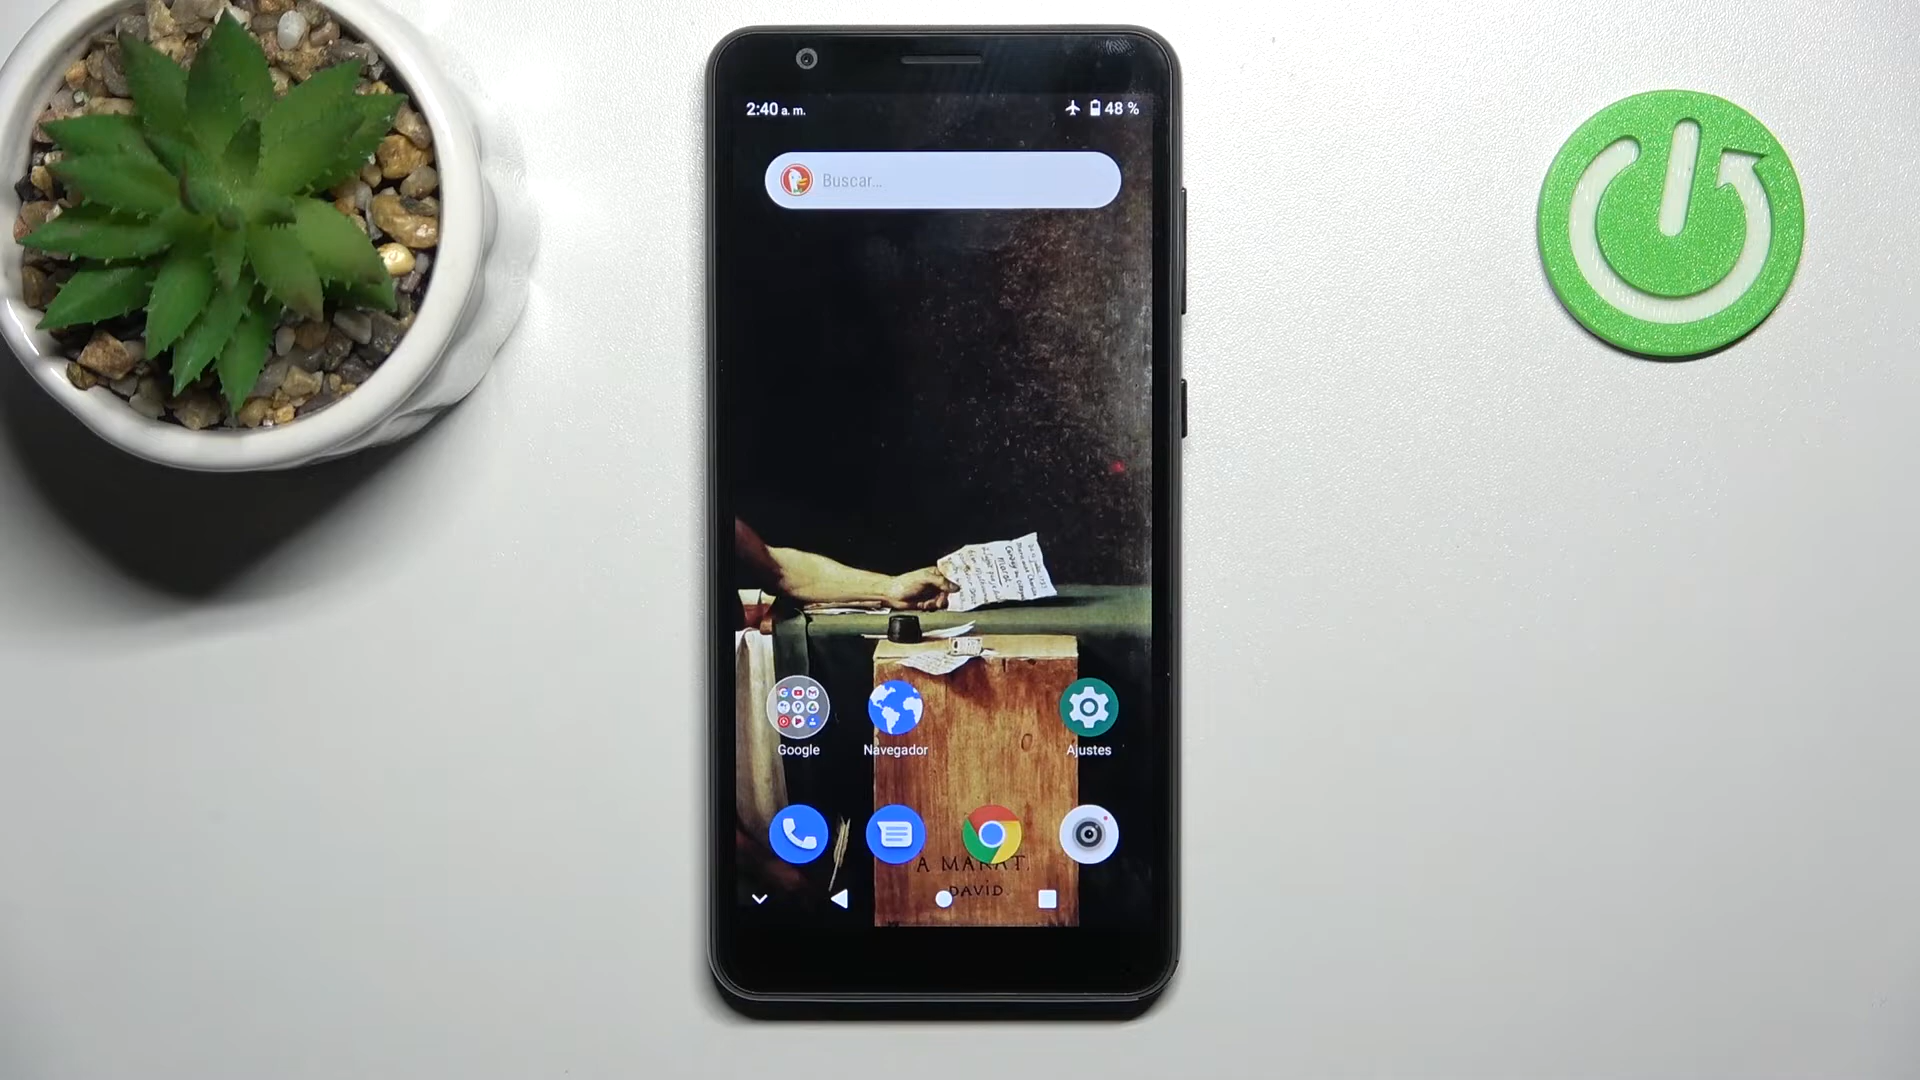 2:40 a. m.
48 %
Buscar...
Google
Navegador
Ajustes
A MARAT.
DAVID.